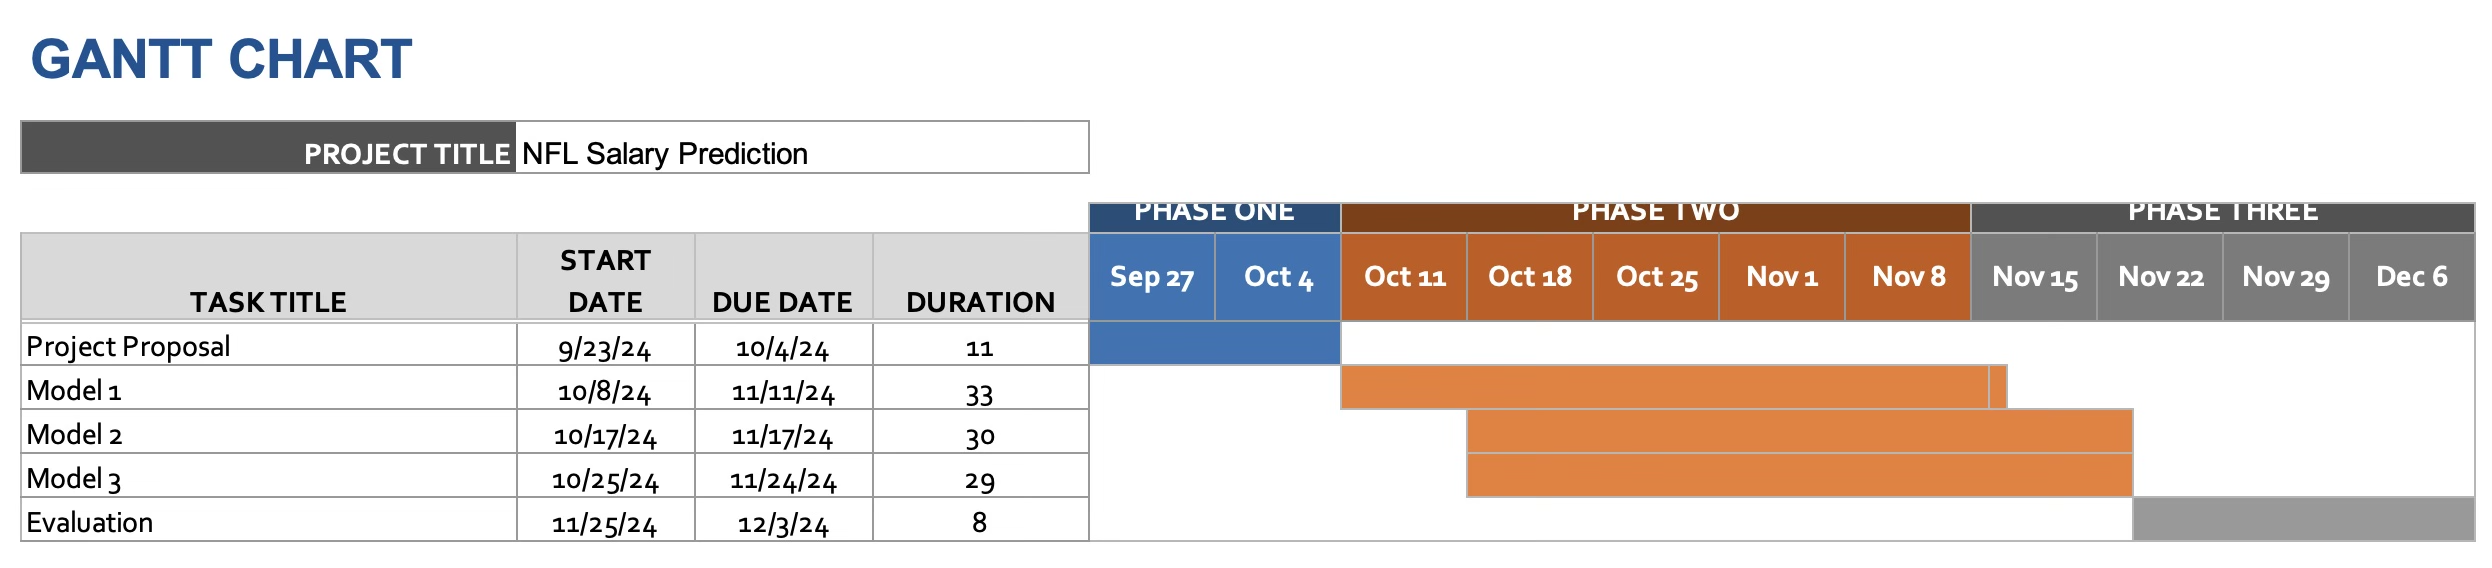 GANTT CHART
PROJECT TITLE NFL Salary Prediction
PHASE ONE PHASE TWO PHASE THREE
TASK TITLE START DATE DUE DATE DURATION Sep 27 Oct 4 Oct 11 Oct 18 Oct 25 Nov 1 Nov 8 Nov 15 Nov 22 Nov 29 Dec 6
Project Proposal 9/23/24 10/4/24 11
Model 1 10/8/24 11/11/24 33
Model 2 10/17/24 11/17/24 30
Model 3 10/25/24 11/24/24 29
Evaluation 11/25/24 12/3/24 8